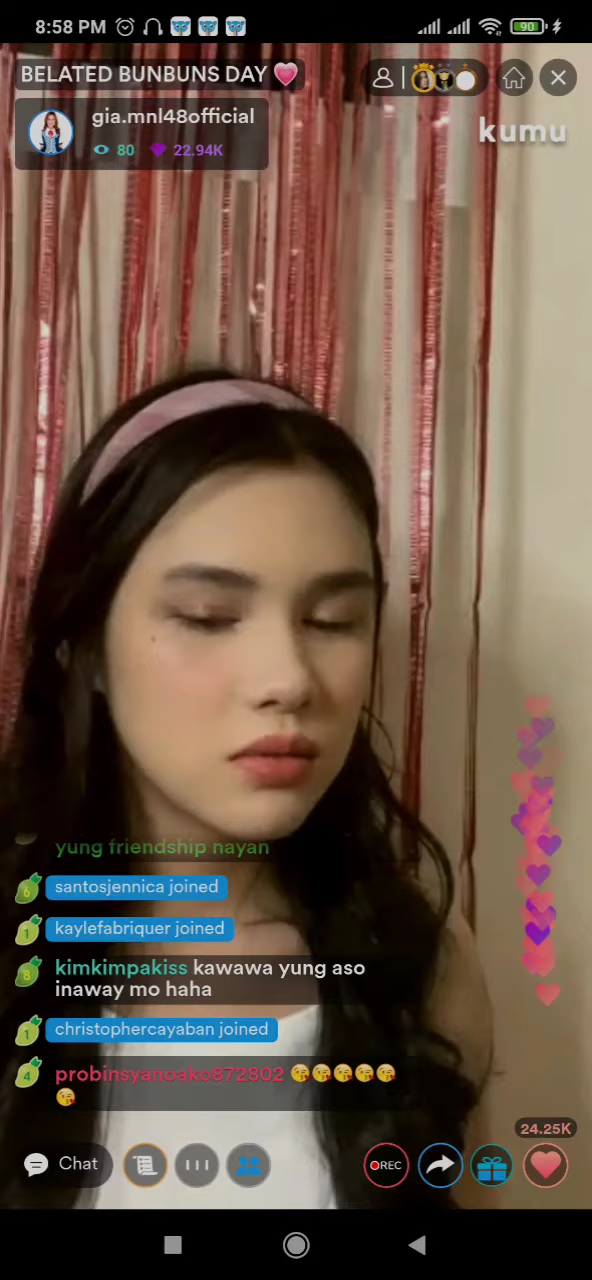 8:58 PM
90
BELATED BUNBUNS DAY
gia.mnl48official
80
22.94K
kumu
yung friendship nayan
6
santosjennica joined
1
kaylefabriquer joined
8
kimkimpakiss kawawa yung aso
inaway mo haha
1
christophercayaban joined
4
probinsyanoako872802
24.25K
Chat
REC